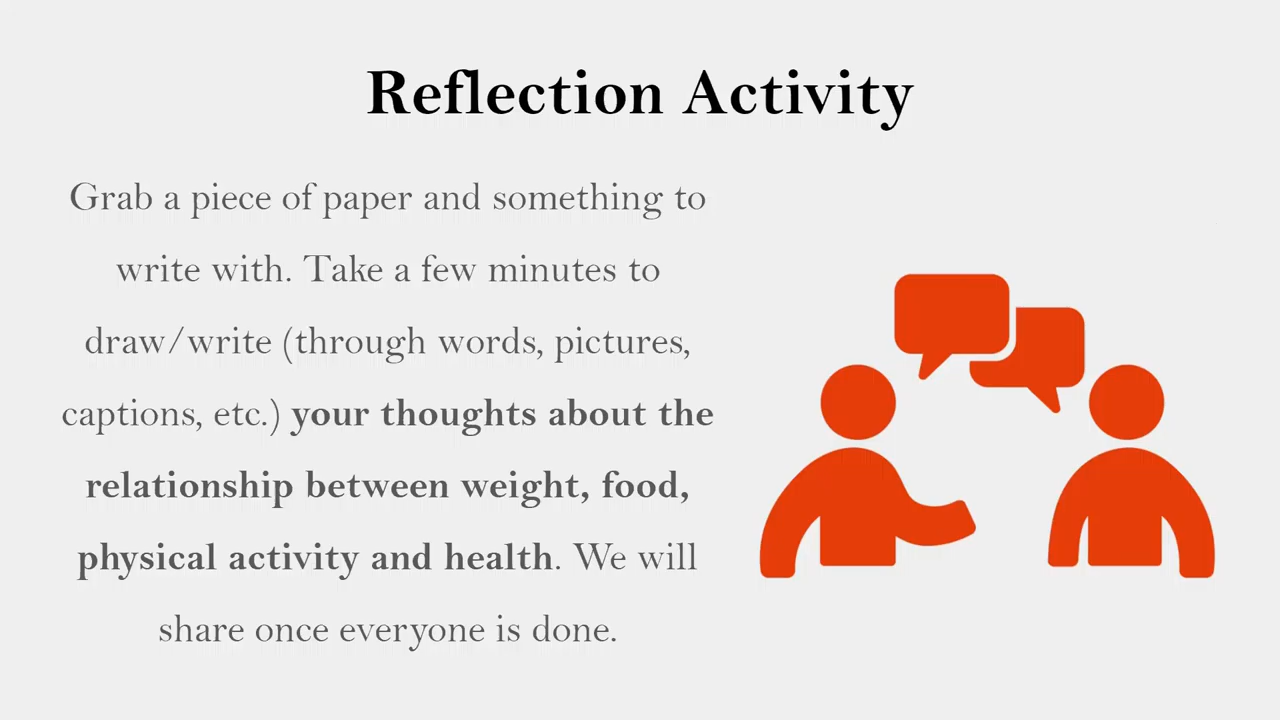 Reflection Activity
Grab a piece of paper and something to
write with. Take a few minutes to
draw/write (through words, pictures,
captions, etc.) your thoughts about the
relationship between weight, food,
physical activity and health. We will
share once everyone is done.